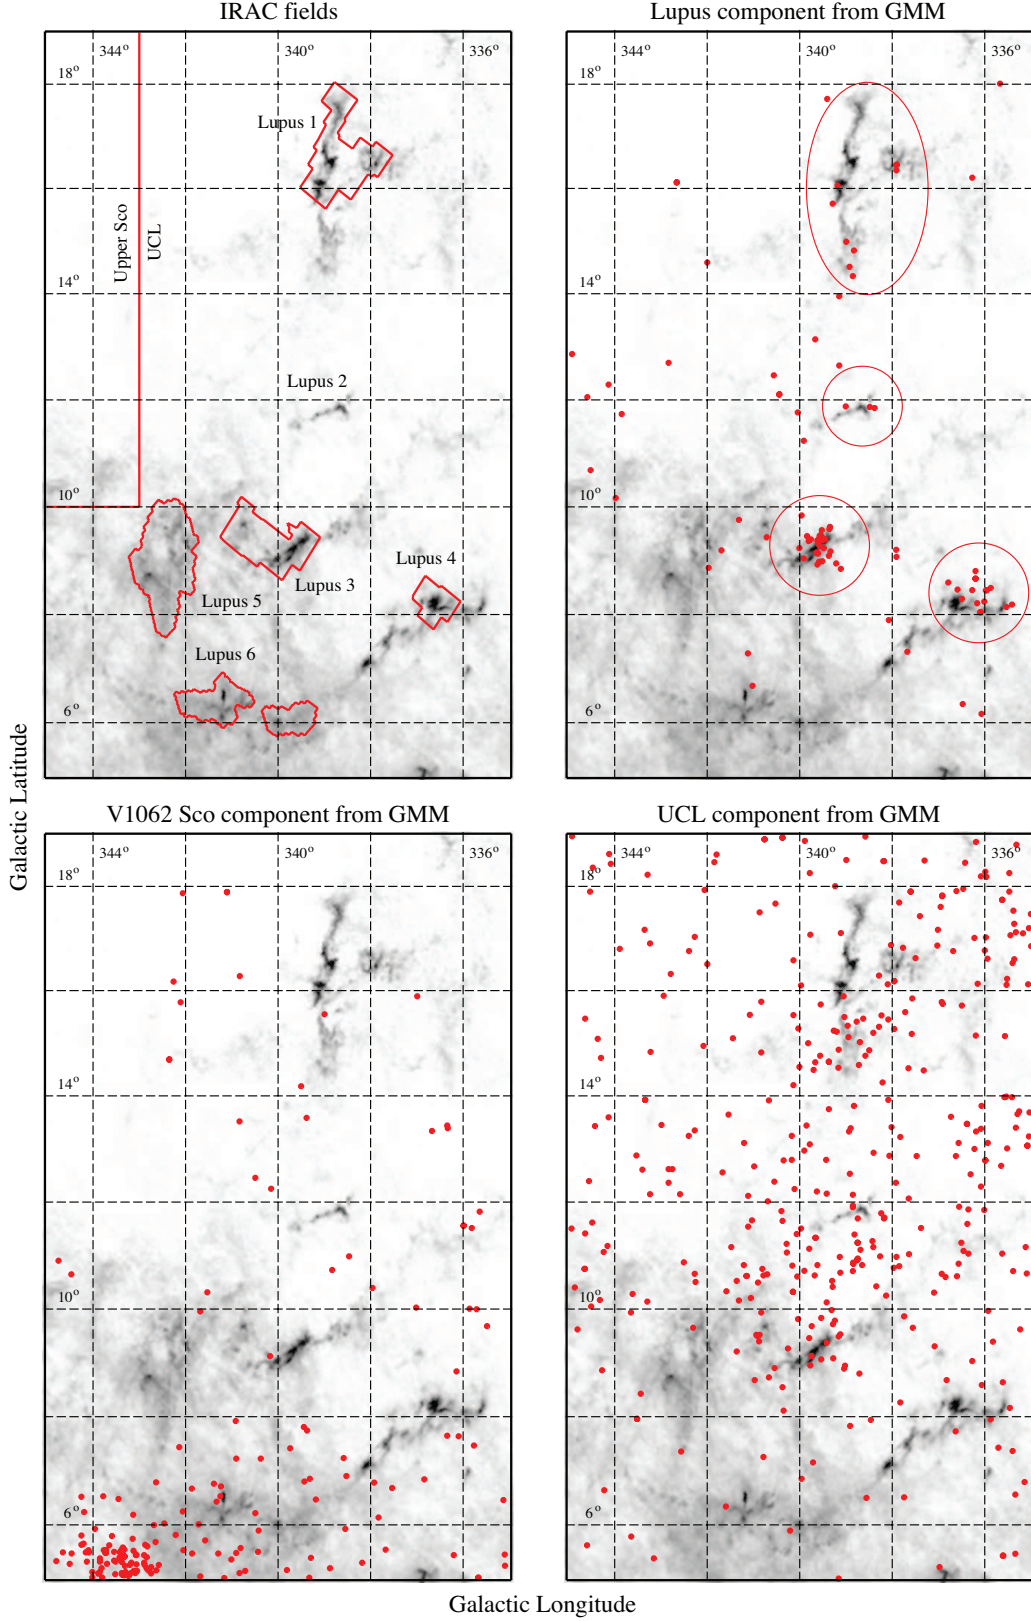 IRAC fields
344°
340°
336°
18°
14°
10°
6°
Lupus 1
Upper Sco
UCL
Lupus 2
Lupus 3
Lupus 4
Lupus 5
Lupus 6
Lupus component from GMM
344°
340°
336°
18°
14°
10°
6°
V1062 Sco component from GMM
344°
340°
336°
18°
14°
10°
6°
UCL component from GMM
344°
340°
336°
18°
14°
10°
6°
Galactic Latitude
Galactic Longitude